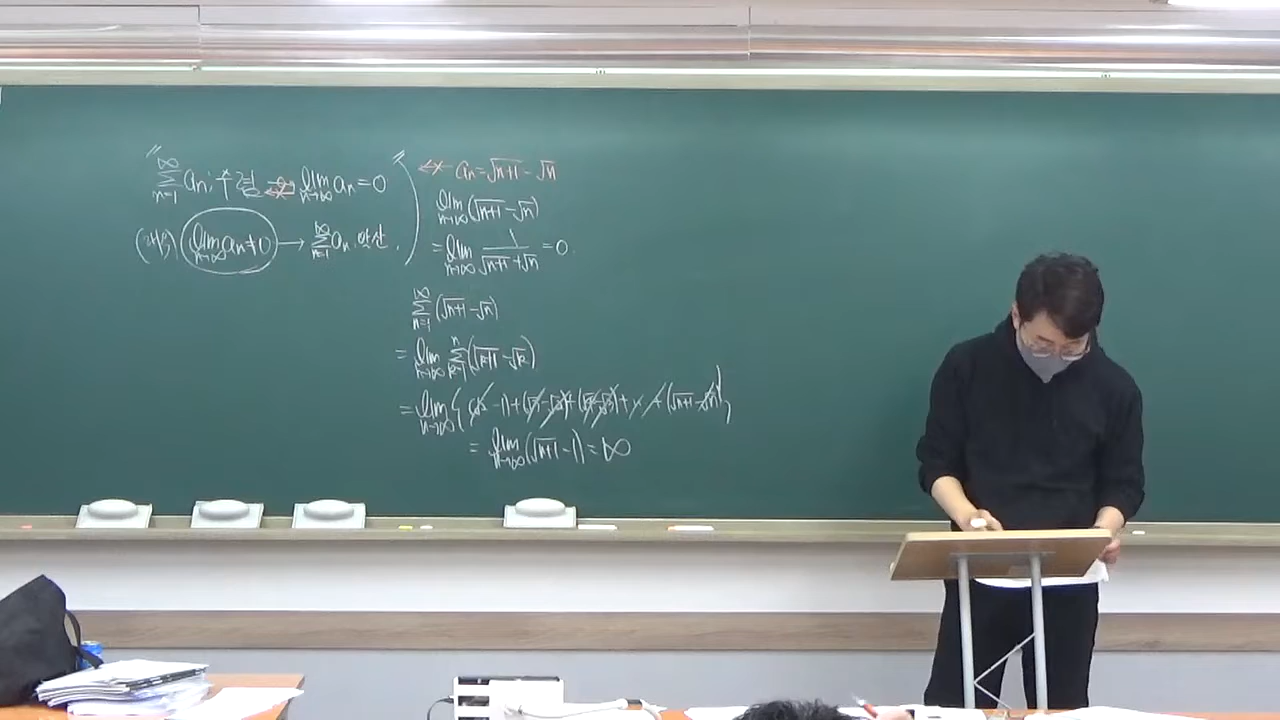 " ∑_{n=1}^{∞} aₙ: 수렴 → lim_{n→∞} aₙ = 0 "
(대우) lim_{n→∞} aₙ ≠ 0 → ∑_{n=1}^{∞} aₙ 발산.
↚ aₙ = √(n+1) - √n
lim_{n→∞} (√(n+1) - √n)
= lim_{n→∞} 1/(√(n+1) + √n) = 0.
∑_{n=1}^{∞} (√(n+1) - √n)
= lim_{n→∞} ∑_{k=1}^{n} (√(k+1) - √k)
= lim_{n→∞} { (√2 - 1) + (√3 - √2) + (√4 - √3) + ⋯ + (√(n+1) - √n) }
= lim_{n→∞} (√(n+1) - 1) = ∞